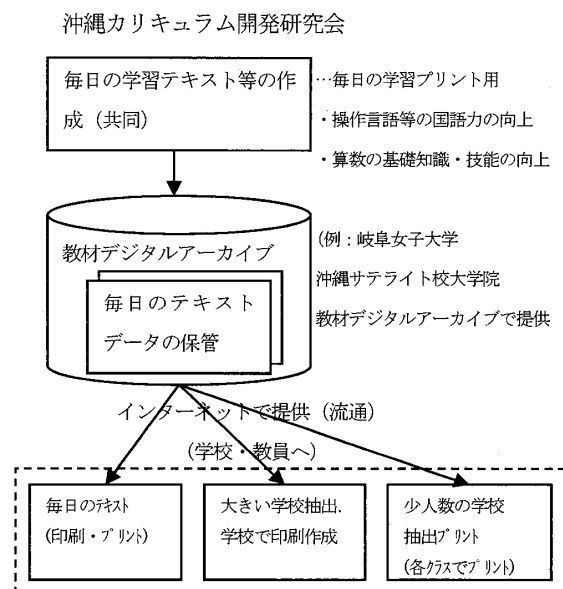 沖縄カリキュラム開発研究会
毎日の学習テキスト等の作
成（共同）
…毎日の学習プリント用
・操作言語等の国語力の向上
・算数の基礎知識・技能の向上
教材デジタルアーカイブ
毎日のテキスト
データの保管
(例：岐阜女子大学
沖縄サテライト校大学院
教材デジタルアーカイブで提供
インターネットで提供（流通）
(学校・教員へ)
毎日のﾃｷｽﾄ
(印刷・ﾌﾟﾘﾝﾄ)
大きい学校抽出.
学校で印刷作成
少人数の学校
抽出ﾌﾟﾘﾝﾄ
(各ｸﾗｽでﾌﾟﾘﾝﾄ)